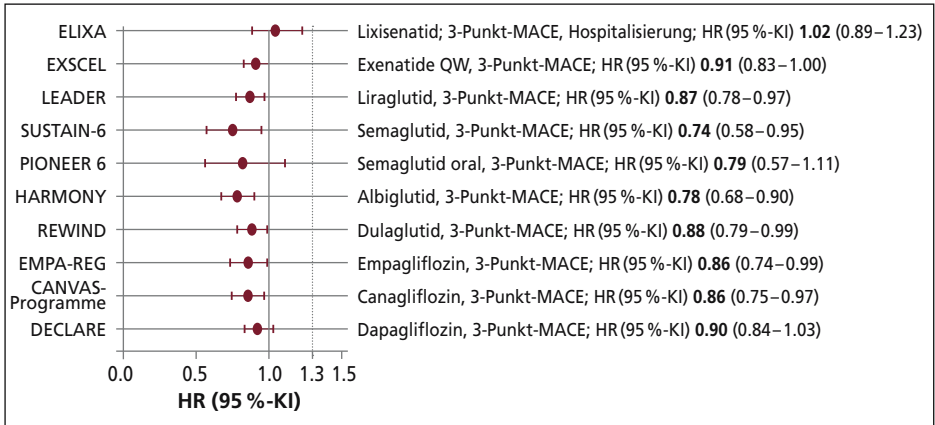 ELIXA Lixisenatid; 3-Punkt-MACE, Hospitalisierung; HR (95 %-KI) 1.02 (0.89–1.23)
EXSCEL Exenatide QW, 3-Punkt-MACE; HR (95 %-KI) 0.91 (0.83–1.00)
LEADER Liraglutid, 3-Punkt-MACE; HR (95 %-KI) 0.87 (0.78–0.97)
SUSTAIN-6 Semaglutid, 3-Punkt-MACE; HR (95 %-KI) 0.74 (0.58–0.95)
PIONEER 6 Semaglutid oral, 3-Punkt-MACE; HR (95 %-KI) 0.79 (0.57–1.11)
HARMONY Albiglutid, 3-Punkt-MACE; HR (95 %-KI) 0.78 (0.68–0.90)
REWIND Dulaglutid, 3-Punkt-MACE; HR (95 %-KI) 0.88 (0.79–0.99)
EMPA-REG Empagliflozin, 3-Punkt-MACE; HR (95 %-KI) 0.86 (0.74–0.99)
CANVAS-
Programme Canagliflozin, 3-Punkt-MACE; HR (95 %-KI) 0.86 (0.75–0.97)
DECLARE Dapagliflozin, 3-Punkt-MACE; HR (95 %-KI) 0.90 (0.84–1.03)
0.0 0.5 1.0 1.3 1.5
HR (95 %-KI)